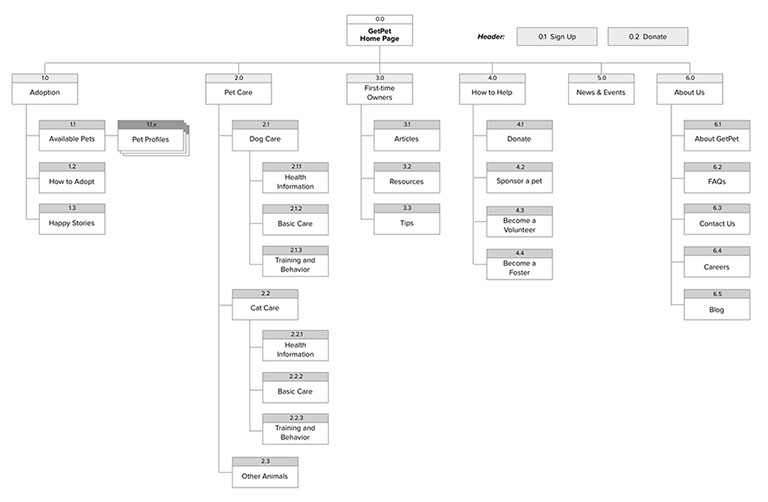 0.0
GetPet
Home Page
Header:
0.1 Sign Up
0.2 Donate
1.0
Adoption
2.0
Pet Care
3.0
First-time
Owners
4.0
How to Help
5.0
News & Events
6.0
About Us
1.1
Available Pets
1.1.x
Pet Profiles
1.2
How to Adopt
1.3
Happy Stories
2.1
Dog Care
2.1.1
Health
Information
2.1.2
Basic Care
2.1.3
Training and
Behavior
2.2
Cat Care
2.2.1
Health
Information
2.2.2
Basic Care
2.2.3
Training and
Behavior
2.3
Other Animals
3.1
Articles
3.2
Resources
3.3
Tips
4.1
Donate
4.2
Sponsor a pet
4.3
Become a
Volunteer
4.4
Become a
Foster
6.1
About GetPet
6.2
FAQs
6.3
Contact Us
6.4
Careers
6.5
Blog